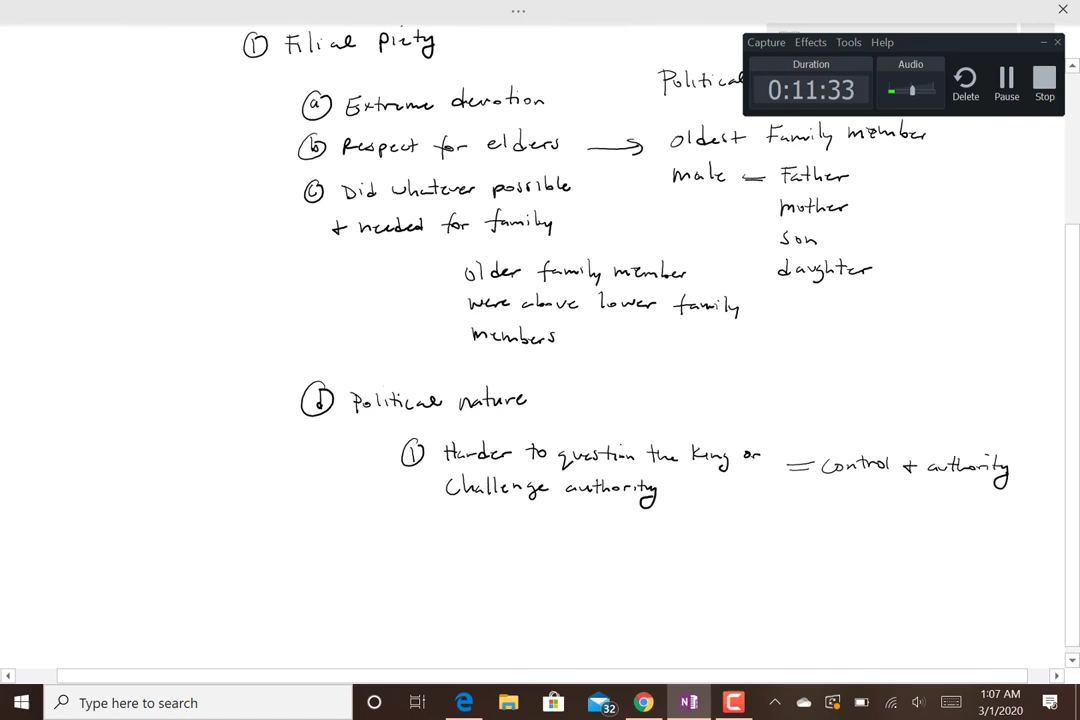 ① Filial Piety
Capture Effects Tools Help
Duration
Audio
0:11:33
Delete
Pause
Stop
Political
ⓐ Extreme devotion
ⓑ Respect for elders → oldest Family member
male = Father
mother
son
daughter
ⓒ Did whatever possible
+ needed for family
older family member
were above lower family
members
ⓓ Political nature
① Harder to question the King or
challenge authority
= control + authority
Type here to search
32
1:07 AM
3/1/2020